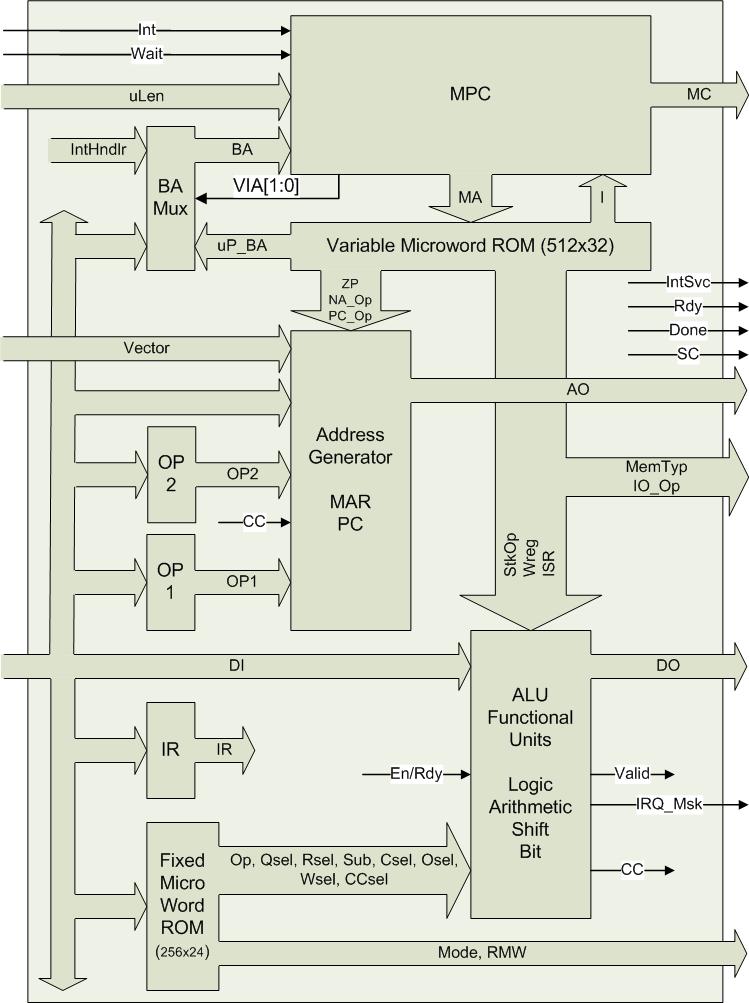 Int
Wait
uLen
MPC
MC
IntHndlr
BA
Mux
BA
VIA[1:0]
MA
I
uP_BA
Variable Microword ROM (512x32)
ZP
NA_Op
PC_Op
IntSvc
Rdy
Done
SC
Vector
AO
Address
Generator
MAR
PC
OP
2
OP2
CC
MemTyp
IO_Op
OP
1
OP1
StkOp
Wreg
ISR
DI
DO
ALU
Functional
Units
Logic
Arithmetic
Shift
Bit
IR
IR
En/Rdy
Valid
IRQ_Msk
CC
Fixed
Micro
Word
ROM
(256x24)
Op, Qsel, Rsel, Sub, Csel, Osel,
Wsel, CCsel
Mode, RMW